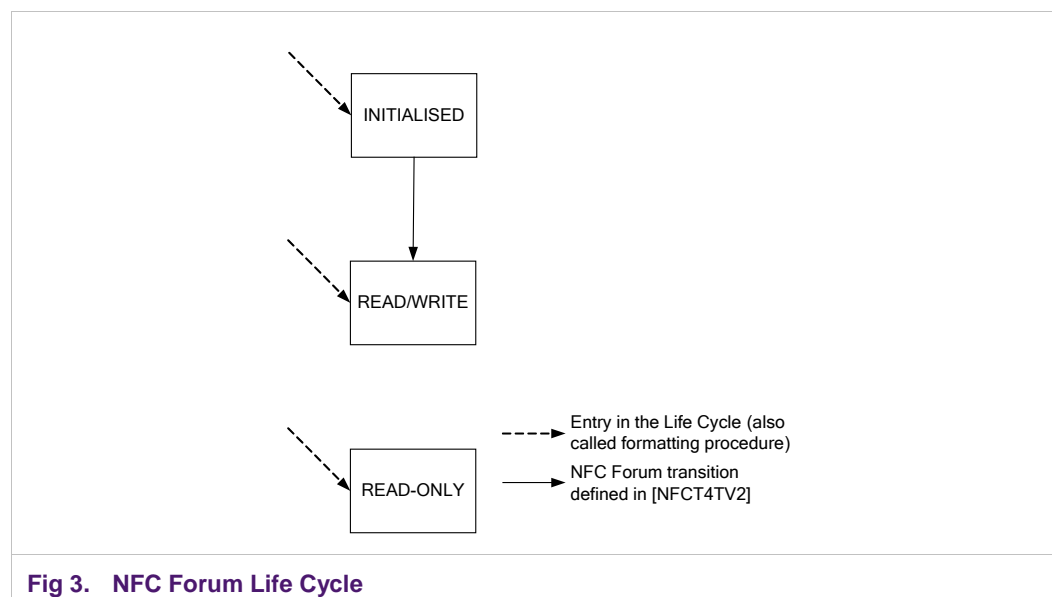 INITIALISED
READ/WRITE
READ-ONLY
Entry in the Life Cycle (also
called formatting procedure)
NFC Forum transition
defined in [NFCT4TV2]
Fig 3. NFC Forum Life Cycle